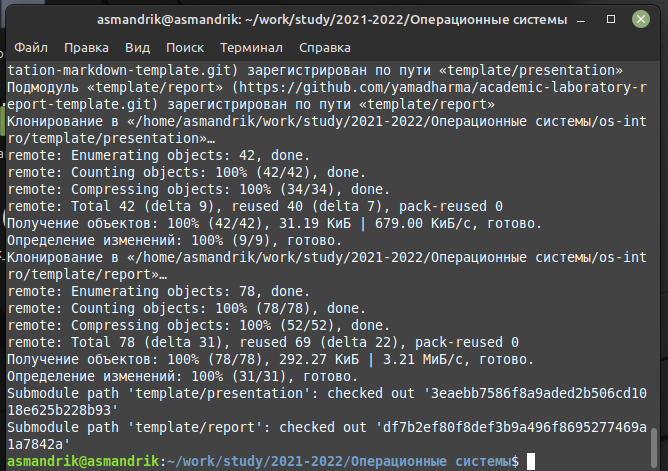 asmandrik@asmandrik: ~/work/study/2021-2022/Операционные системы
Файл Правка Вид Поиск Терминал Справка
tation-markdown-template.git) зарегистрирован по пути «template/presentation»
Подмодуль «template/report» (https://github.com/yamadharma/academic-laboratory-r
eport-template.git) зарегистрирован по пути «template/report»
Клонирование в «/home/asmandrik/work/study/2021-2022/Операционные системы/os-int
ro/template/presentation»…
remote: Enumerating objects: 42, done.
remote: Counting objects: 100% (42/42), done.
remote: Compressing objects: 100% (34/34), done.
remote: Total 42 (delta 9), reused 40 (delta 7), pack-reused 0
Получение объектов: 100% (42/42), 31.19 КиБ | 679.00 КиБ/с, готово.
Определение изменений: 100% (9/9), готово.
Клонирование в «/home/asmandrik/work/study/2021-2022/Операционные системы/os-int
ro/template/report»…
remote: Enumerating objects: 78, done.
remote: Counting objects: 100% (78/78), done.
remote: Compressing objects: 100% (52/52), done.
remote: Total 78 (delta 31), reused 69 (delta 22), pack-reused 0
Получение объектов: 100% (78/78), 292.27 КиБ | 3.21 МиБ/с, готово.
Определение изменений: 100% (31/31), готово.
Submodule path 'template/presentation': checked out '3eaebb7586f8a9aded2b506cd10
18e625b228b93'
Submodule path 'template/report': checked out 'df7b2ef80f8def3b9a496f8695277469a
1a7842a'
asmandrik@asmandrik:~/work/study/2021-2022/Операционные системы$